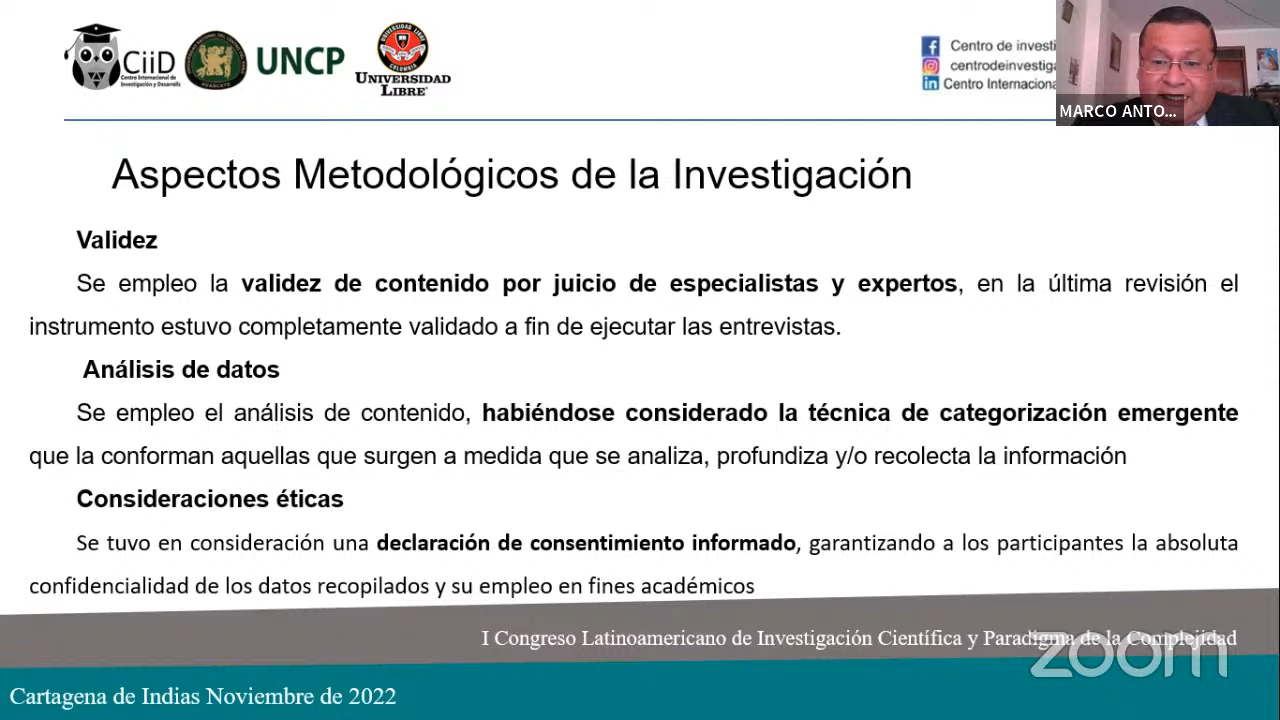 CiiD
Centro Internacional de
Investigación y Desarrollo
UNCP
UNIVERSIDAD LIBRE
COLOMBIA
UNIVERSIDAD
LIBRE®
Centro de investi
centrodeinvestiga
Centro Internaciona
MARCO ANTO...
Aspectos Metodológicos de la Investigación
Validez
Se empleo la validez de contenido por juicio de especialistas y expertos, en la última revisión el
instrumento estuvo completamente validado a fin de ejecutar las entrevistas.
Análisis de datos
Se empleo el análisis de contenido, habiéndose considerado la técnica de categorización emergente
que la conforman aquellas que surgen a medida que se analiza, profundiza y/o recolecta la información
Consideraciones éticas
Se tuvo en consideración una declaración de consentimiento informado, garantizando a los participantes la absoluta
confidencialidad de los datos recopilados y su empleo en fines académicos
I Congreso Latinoamericano de Investigación Científica y Paradigma de la Complejidad
zoom
Cartagena de Indias Noviembre de 2022